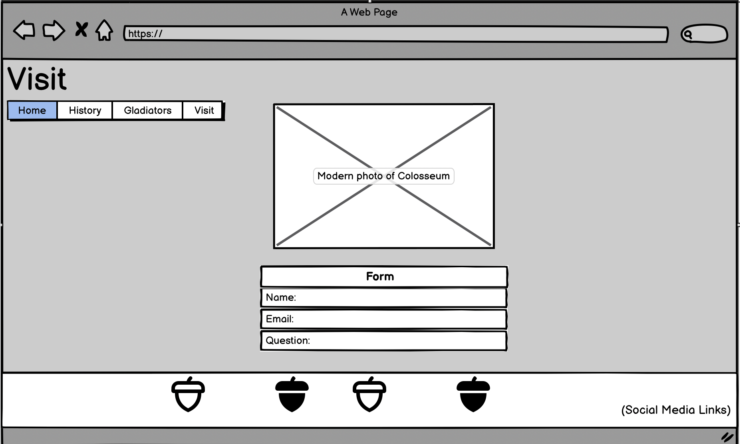 A Web Page
https://
Visit
Home History Gladiators Visit
Modern photo of Colosseum
Form
Name:
Email:
Question:
(Social Media Links)